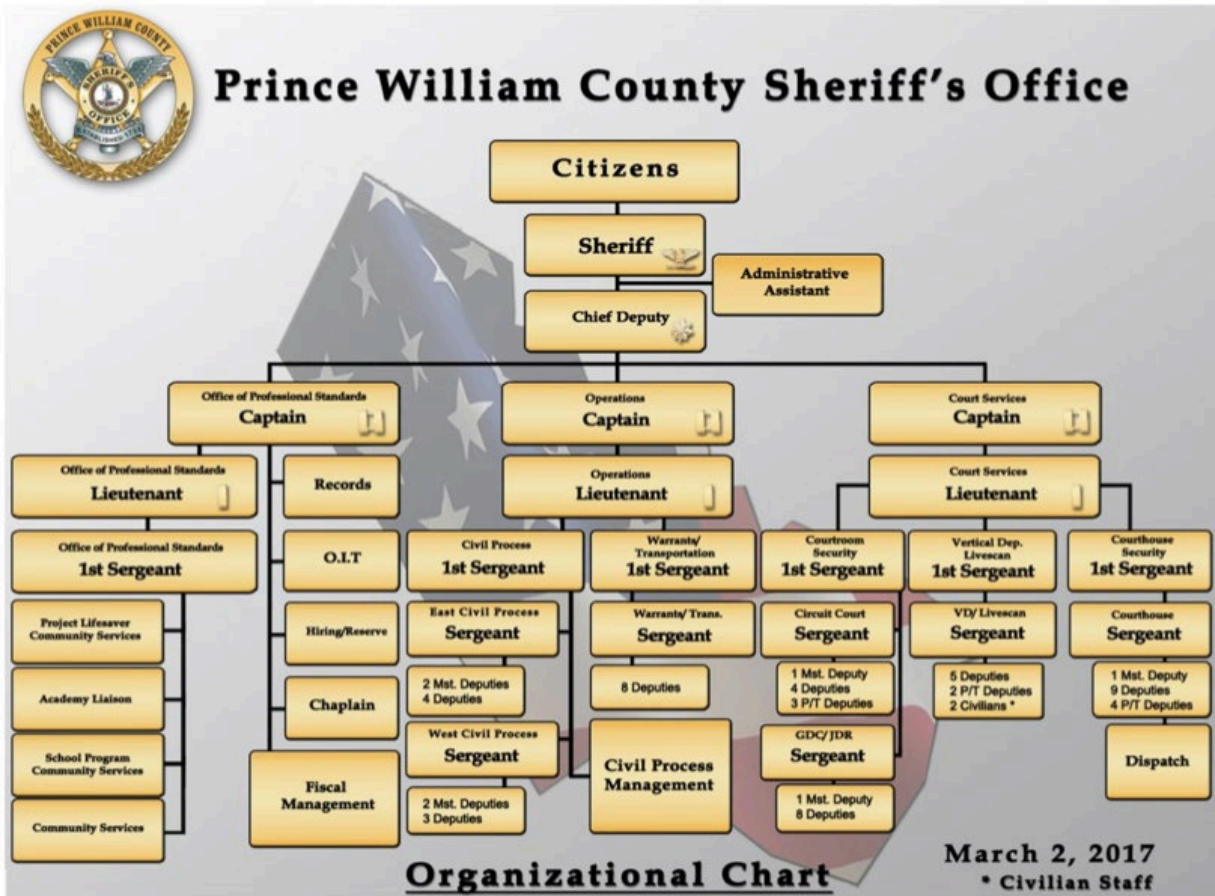 PRINCE WILLIAM COUNTY
SHERIFF'S
OFFICE
Prince William County Sheriff's Office
Citizens
Sheriff
Administrative
Assistant
Chief Deputy
Office of Professional Standards
Captain
Operations
Captain
Court Services
Captain
Office of Professional Standards
Lieutenant
Records
Operations
Lieutenant
Court Services
Lieutenant
Office of Professional Standards
1st Sergeant
O.I.T
Civil Process
1st Sergeant
Warrants/
Transportation
1st Sergeant
Courtroom
Security
1st Sergeant
Vertical Dep.
Livescan
1st Sergeant
Courthouse
Security
1st Sergeant
Project Lifesaver
Community Services
Hiring/Reserve
East Civil Process
Sergeant
Warrants/ Trans.
Sergeant
Circuit Court
Sergeant
VD/ Livescan
Sergeant
Courthouse
Sergeant
Academy Liaison
Chaplain
2 Mst. Deputies
4 Deputies
8 Deputies
1 Mst. Deputy
4 Deputies
3 P/T Deputies
5 Deputies
2 P/T Deputies
2 Civilians *
1 Mst. Deputy
9 Deputies
4 P/T Deputies
School Program
Community Services
Fiscal
Management
West Civil Process
Sergeant
Civil Process
Management
GDC/ JDR
Sergeant
Dispatch
Community Services
2 Mst. Deputies
3 Deputies
1 Mst. Deputy
8 Deputies
Organizational Chart
March 2, 2017
* Civilian Staff